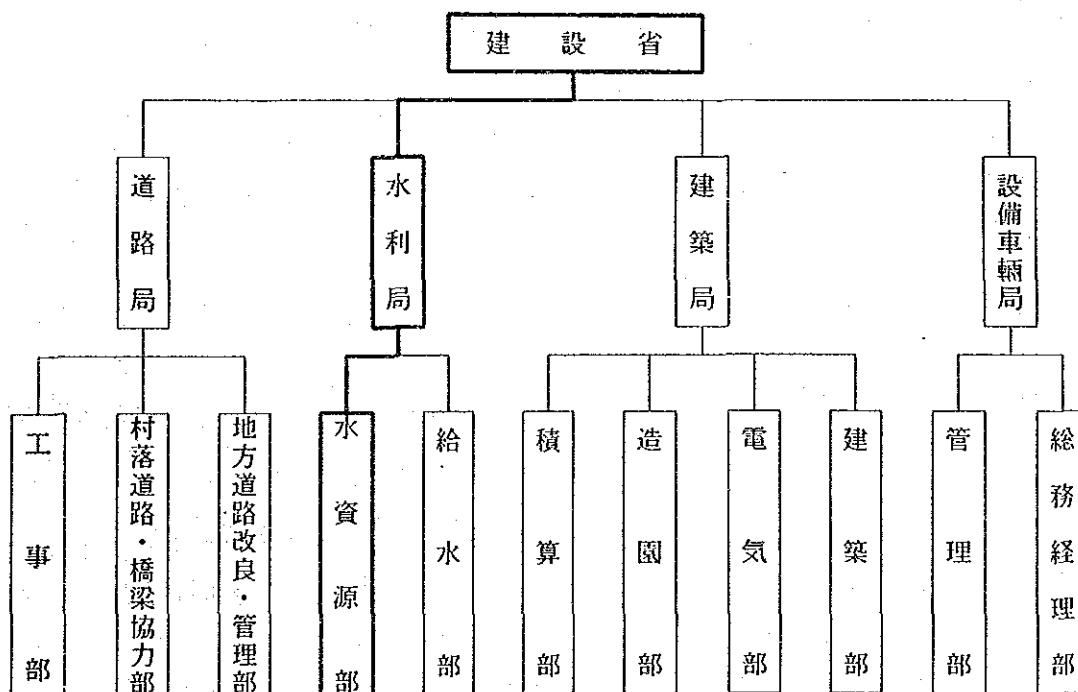 建設省
道路局
水利局
建築局
設備車輛局
工事部
村落道路・橋梁協力部
地方道路改良・管理部
水資源部
給水部
積算部
造園部
電気部
建築部
管理部
総務経理部